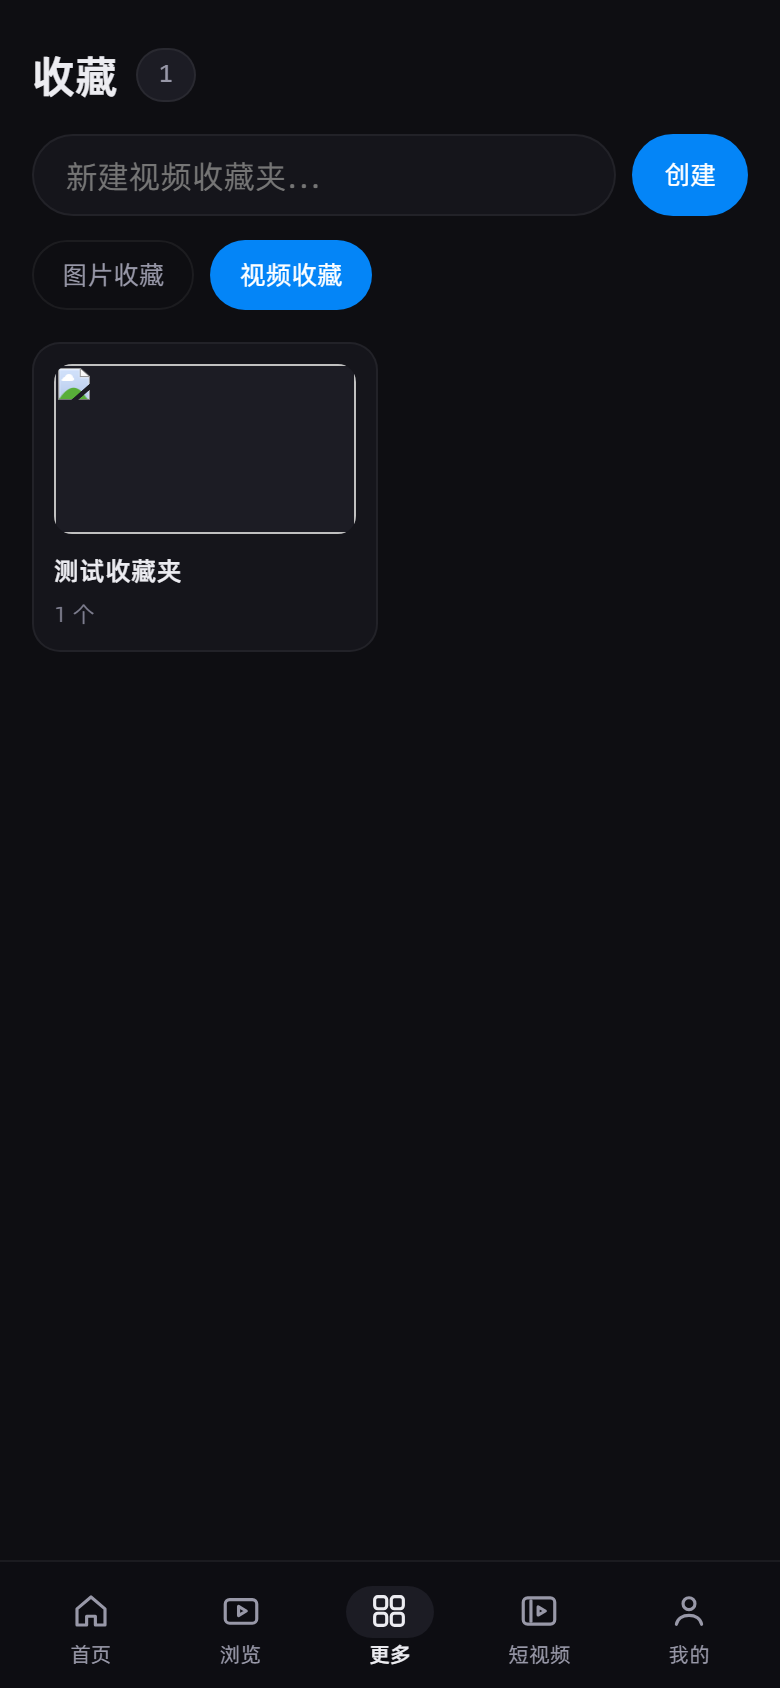 收藏 1
新建视频收藏夹... 创建
图片收藏 视频收藏
测试收藏夹
1 个
首页 浏览 更多 短视频 我的